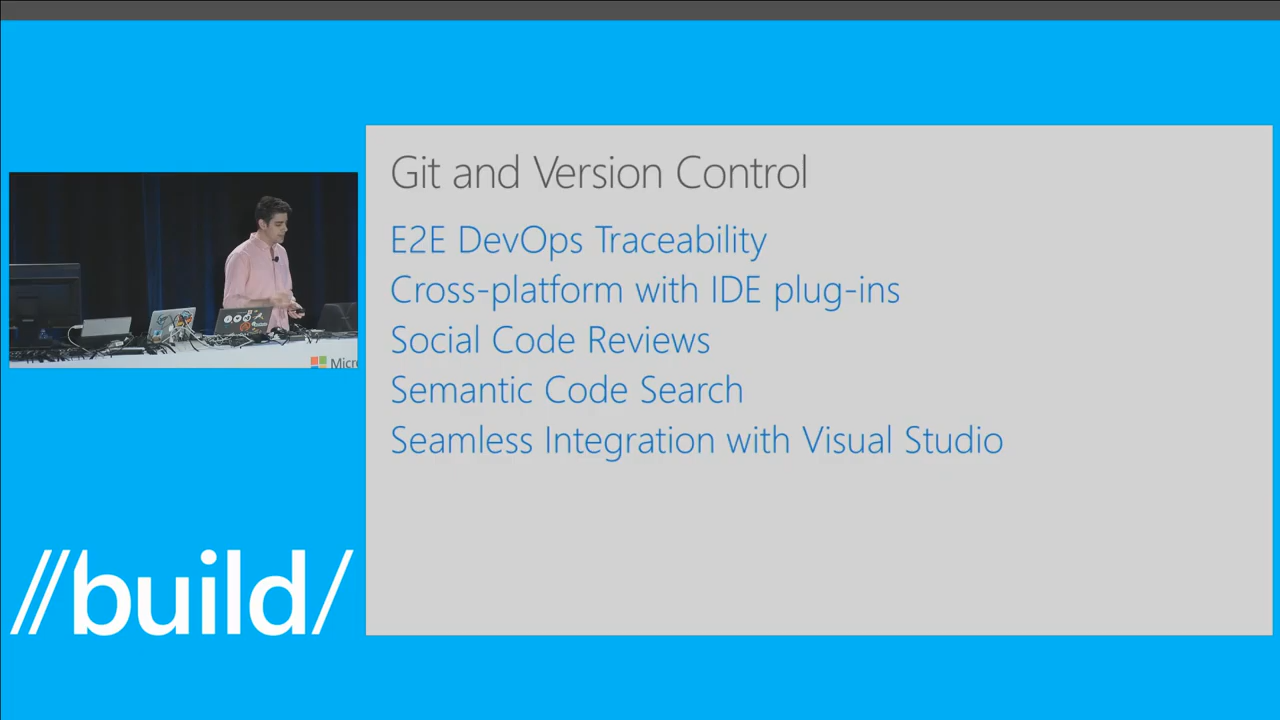 Git and Version Control
E2E DevOps Traceability
Cross-platform with IDE plug-ins
Social Code Reviews
Semantic Code Search
Seamless Integration with Visual Studio
Micro
//build/